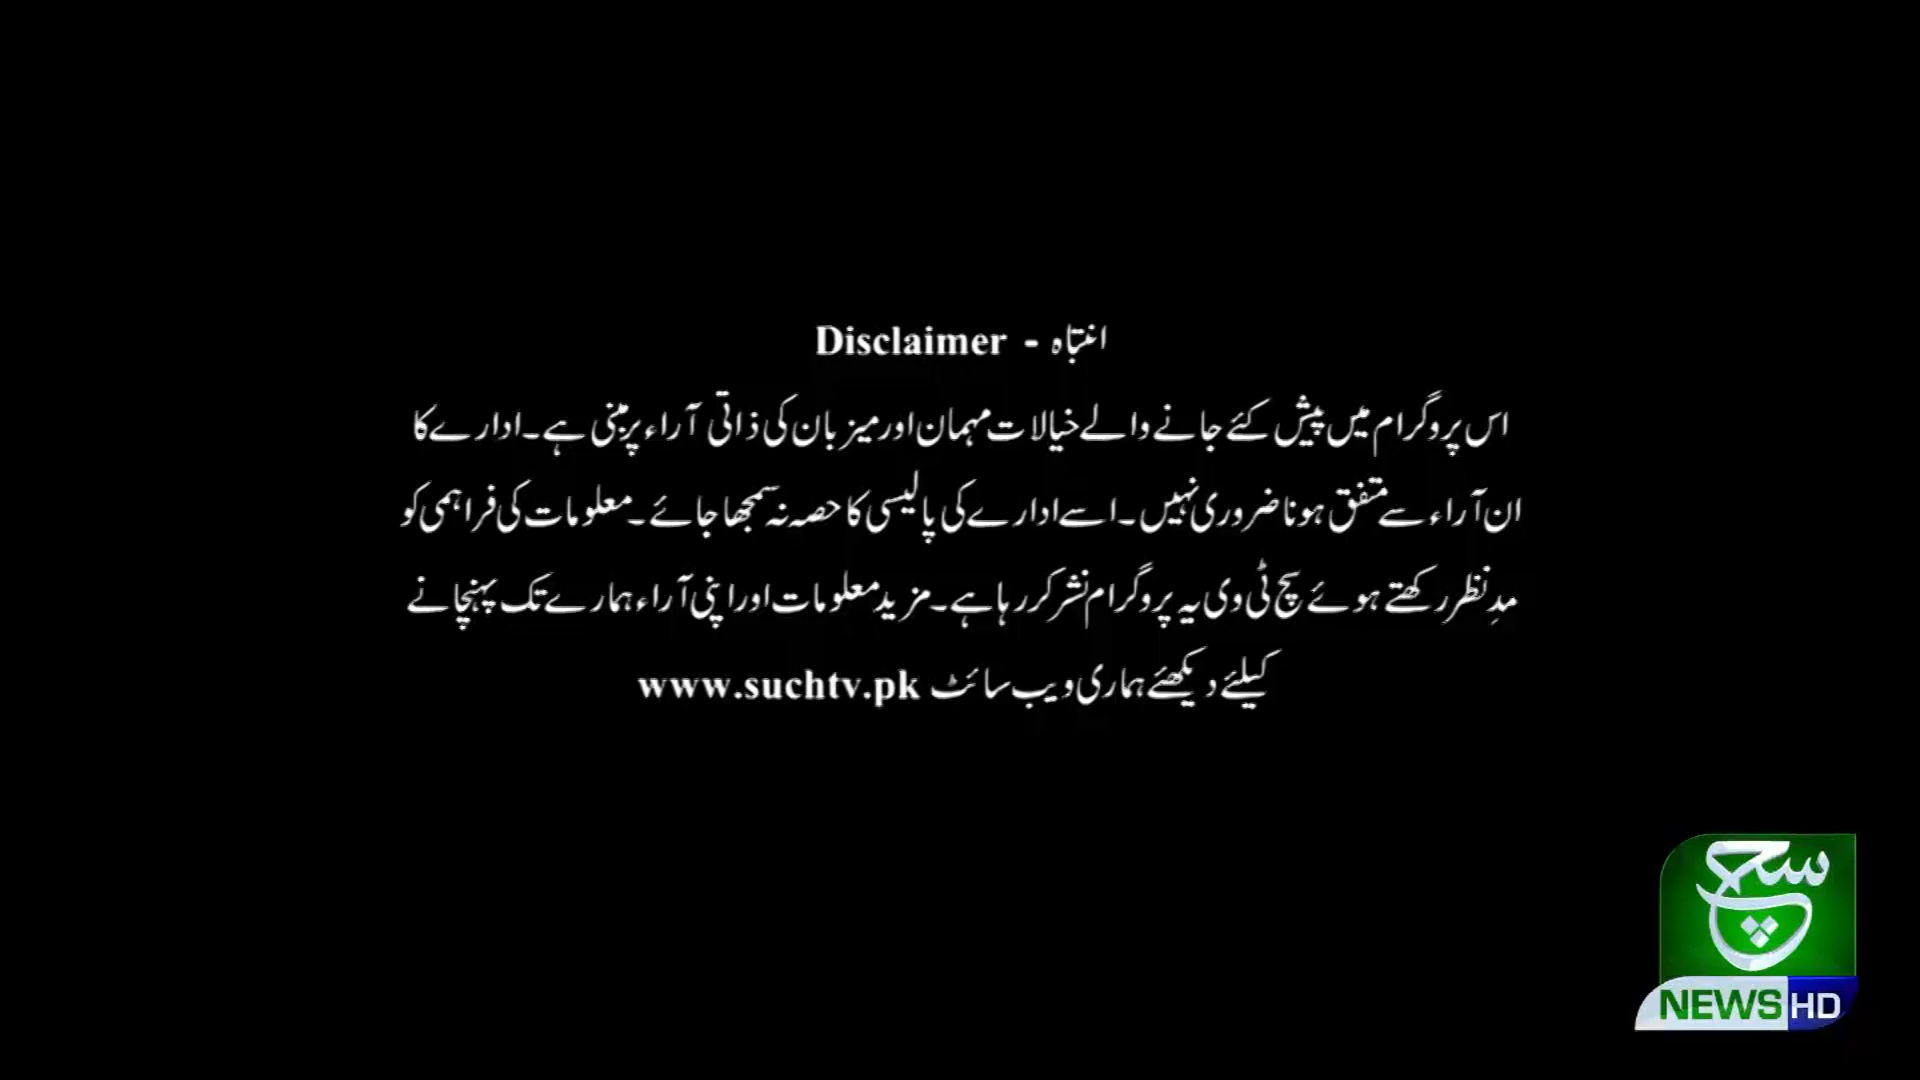 انتباہ - Disclaimer
اس پروگرام میں پیش کئے جانے والے خیالات مہمان اور میزبان کی ذاتی آراء پر مبنی ہے۔ ادارے کا
ان آراء سے متفق ہونا ضروری نہیں۔ اسے ادارے کی پالیسی کا حصہ نہ سمجھا جائے۔ معلومات کی فراہمی کو
مدِنظر رکھتے ہوئے سچ ٹی وی یہ پروگرام نشر کر رہا ہے۔ مزید معلومات اور اپنی آراء ہمارے تک پہنچانے
کیلئے دیکھئے ہماری ویب سائٹ www.suchtv.pk
سچ
NEWS HD